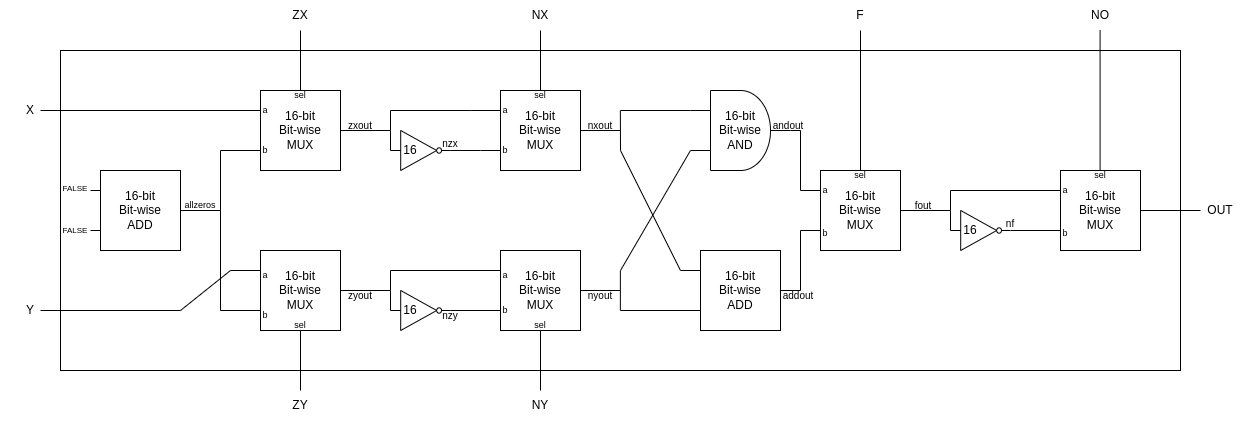 ZX
NX
F
NO
X
sel
a
16-bit
Bit-wise
MUX
b
zxout
16
nzx
sel
a
16-bit
Bit-wise
MUX
b
nxout
16-bit
Bit-wise
AND
andout
FALSE
FALSE
16-bit
Bit-wise
ADD
allzeros
sel
a
16-bit
Bit-wise
MUX
b
fout
16
nf
sel
a
16-bit
Bit-wise
MUX
b
OUT
Y
a
16-bit
Bit-wise
MUX
b
sel
zyout
16
nzy
a
16-bit
Bit-wise
MUX
b
sel
nyout
16-bit
Bit-wise
ADD
addout
ZY
NY